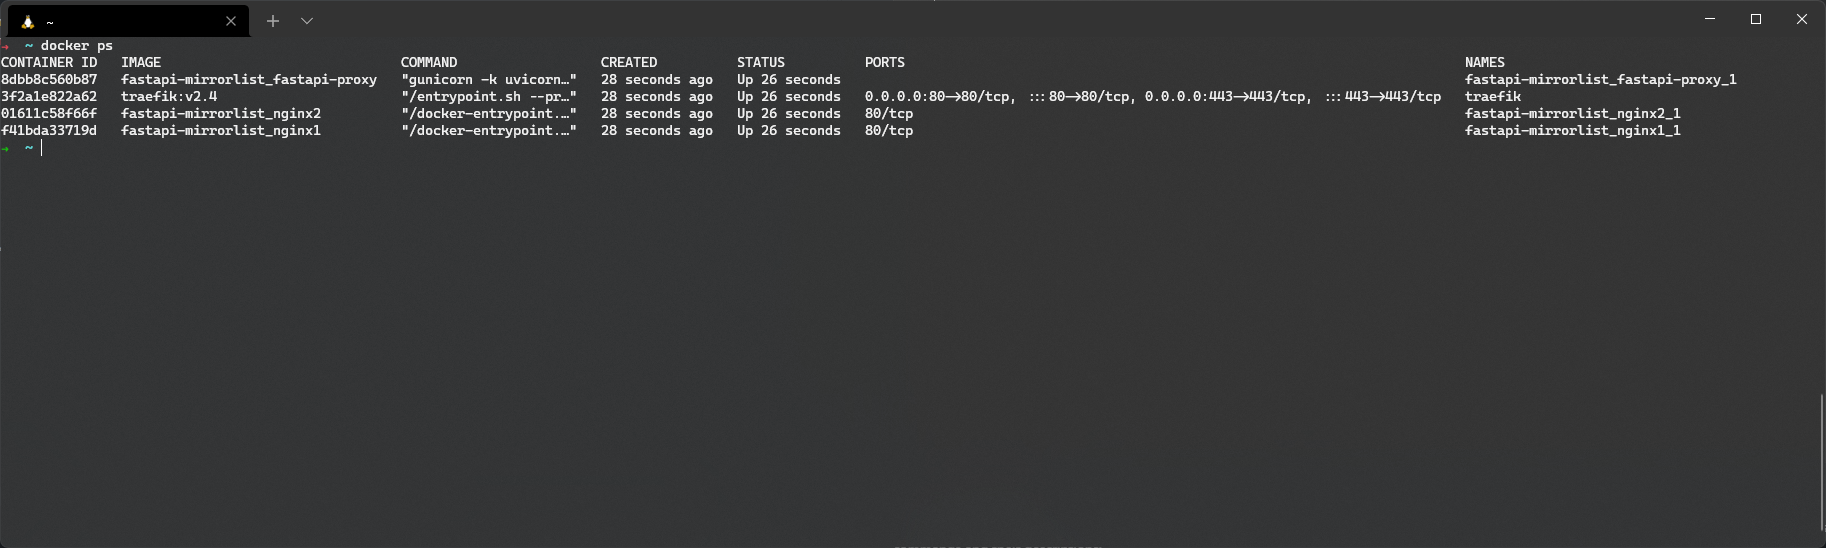 ~
→ ~ docker ps
CONTAINER ID IMAGE COMMAND CREATED STATUS PORTS NAMES
8dbb8c560b87 fastapi-mirrorlist_fastapi-proxy "gunicorn -k uvicorn…" 28 seconds ago Up 26 seconds fastapi-mirrorlist_fastapi-proxy_1
3f2a1e822a62 traefik:v2.4 "/entrypoint.sh --pr…" 28 seconds ago Up 26 seconds 0.0.0.0:80->80/tcp, :::80->80/tcp, 0.0.0.0:443->443/tcp, :::443->443/tcp traefik
01611c58f66f fastapi-mirrorlist_nginx2 "/docker-entrypoint.…" 28 seconds ago Up 26 seconds 80/tcp fastapi-mirrorlist_nginx2_1
f41bda33719d fastapi-mirrorlist_nginx1 "/docker-entrypoint.…" 28 seconds ago Up 26 seconds 80/tcp fastapi-mirrorlist_nginx1_1
→ ~